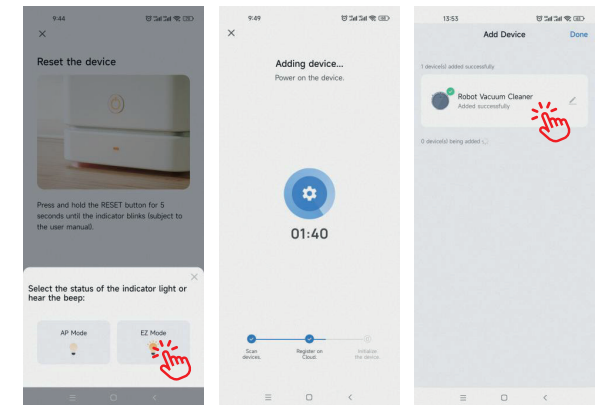 9:44
Reset the device
Press and hold the RESET button for 5
seconds until the indicator blinks (subject to
the user manual).
Select the status of the indicator light or
hear the beep:
AP Mode
EZ Mode
9:49
Adding device...
Power on the device.
01:40
Scan
devices.
Register on
Cloud.
Initialize
the device.
13:53
Add Device
Done
1 device(s) added successfully
Robot Vacuum Cleaner
Added successfully
0 device(s) being added